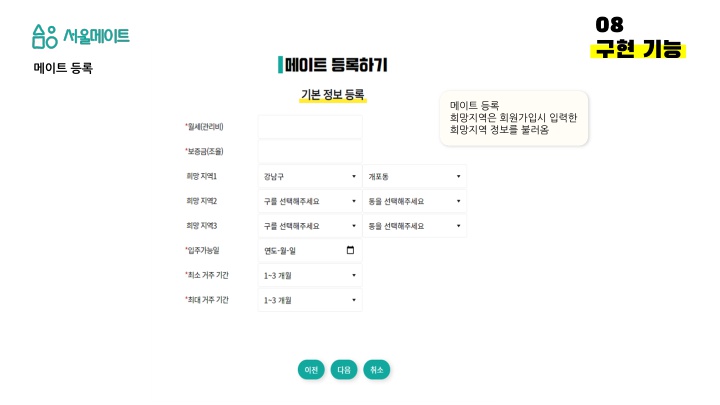 서울메이트
08
구현 기능
메이트 등록
메이트 등록하기
기본 정보 등록
메이트 등록
희망지역은 회원가입시 입력한
희망지역 정보를 불러옴
*월세(관리비)
*보증금(조율)
희망 지역1 강남구 개포동
희망 지역2 구를 선택해주세요 동을 선택해주세요
희망 지역3 구를 선택해주세요 동을 선택해주세요
*입주가능일 연도-월-일
*최소 거주 기간 1~3 개월
*최대 거주 기간 1~3 개월
이전 다음 취소